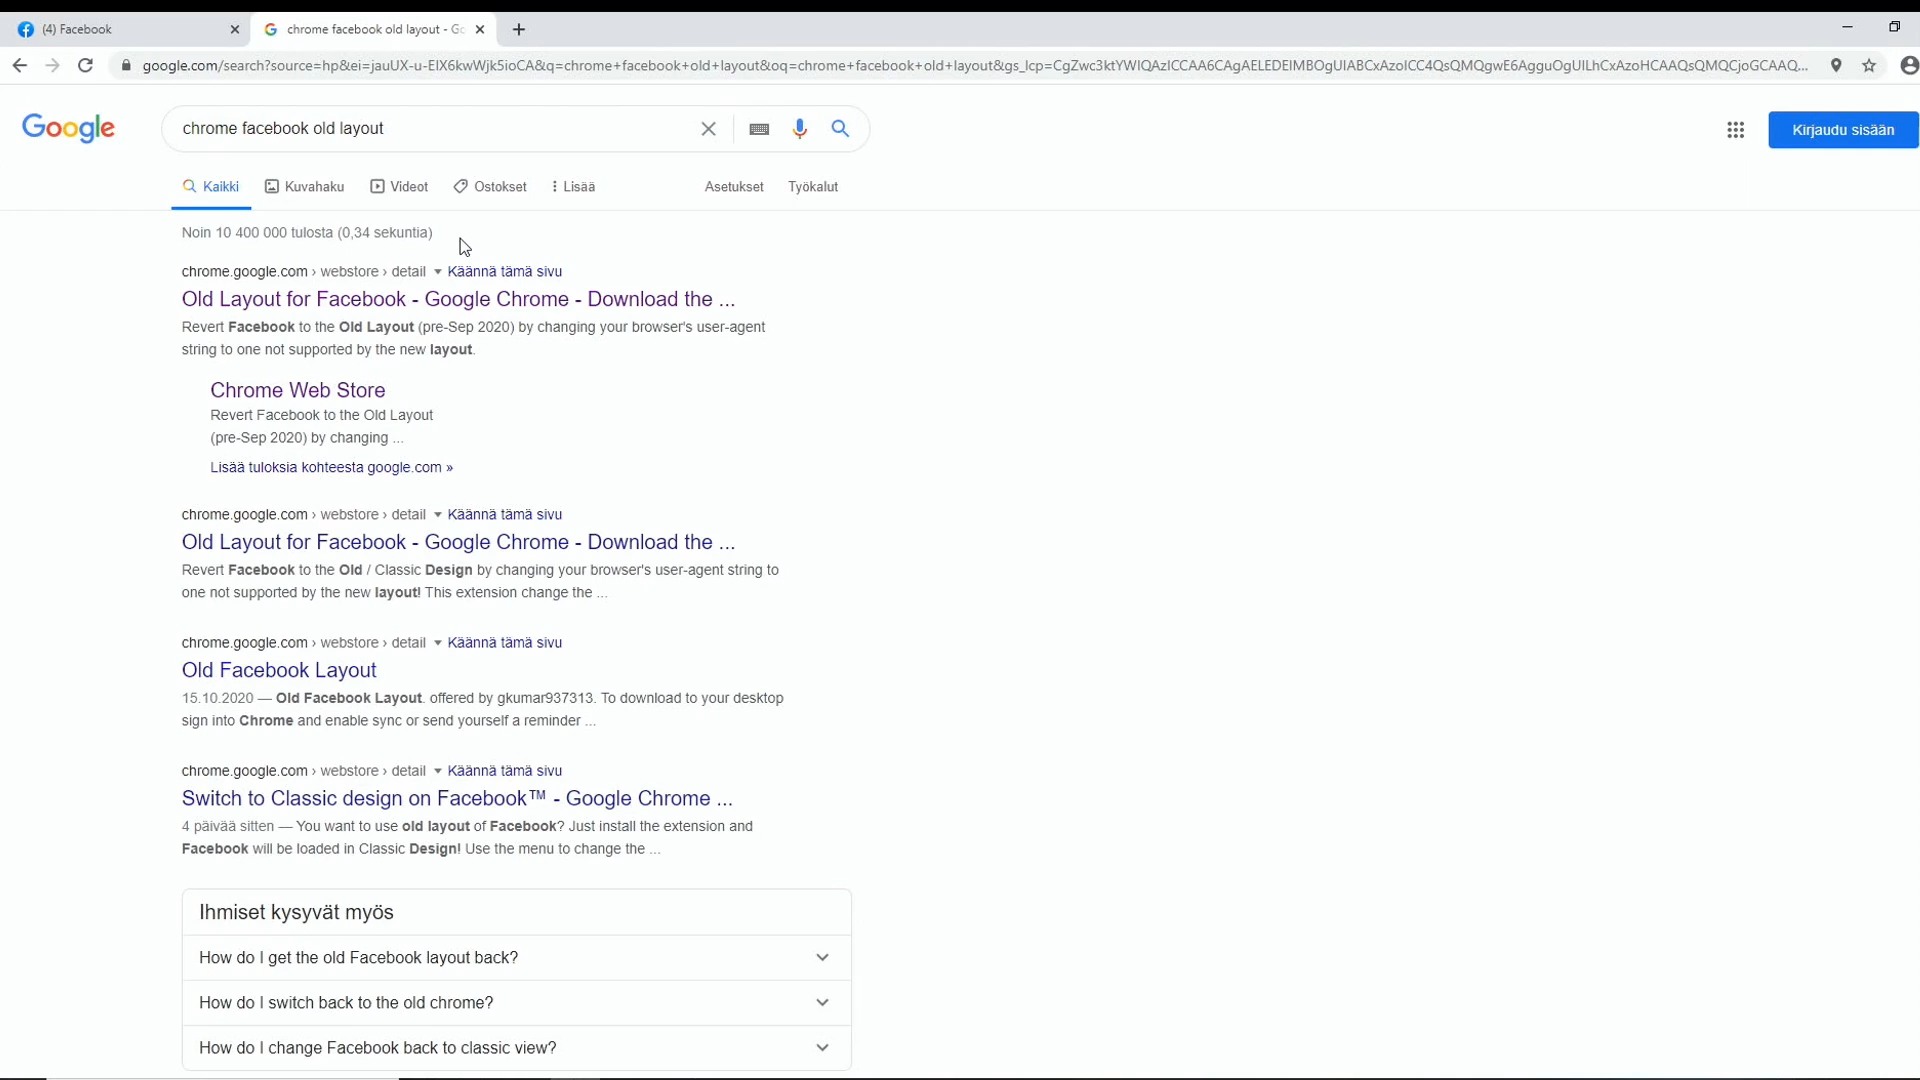 (4) Facebook
chrome facebook old layout - Go
google.com/search?source=hp&ei=jauUX-u-EIX6kwWjk5ioCA&q=chrome+facebook+old+layout&oq=chrome+facebook+old+layout&gs_lcp=CgZwc3ktYWIQAzICCAA6CAgAELEDEIMBOgUIABCxAzoICC4QsQMQgwE6AgguOgUILhCxAzoHCAAQsQMQCjoGCAAQ...
Google
chrome facebook old layout
Kirjaudu sisään
Kaikki
Kuvahaku
Videot
Ostokset
Lisää
Asetukset
Työkalut
Noin 10 400 000 tulosta (0,34 sekuntia)
chrome.google.com › webstore › detail Käännä tämä sivu
Old Layout for Facebook - Google Chrome - Download the ...
Revert Facebook to the Old Layout (pre-Sep 2020) by changing your browser's user-agent
string to one not supported by the new layout.
Chrome Web Store
Revert Facebook to the Old Layout
(pre-Sep 2020) by changing ...
Lisää tuloksia kohteesta google.com »
chrome.google.com › webstore › detail Käännä tämä sivu
Old Layout for Facebook - Google Chrome - Download the ...
Revert Facebook to the Old / Classic Design by changing your browser's user-agent string to
one not supported by the new layout! This extension change the ...
chrome.google.com › webstore › detail Käännä tämä sivu
Old Facebook Layout
15.10.2020 — Old Facebook Layout. offered by gkumar937313. To download to your desktop
sign into Chrome and enable sync or send yourself a reminder ...
chrome.google.com › webstore › detail Käännä tämä sivu
Switch to Classic design on Facebook™ - Google Chrome ...
4 päivää sitten — You want to use old layout of Facebook? Just install the extension and
Facebook will be loaded in Classic Design! Use the menu to change the ...
Ihmiset kysyvät myös
How do I get the old Facebook layout back?
How do I switch back to the old chrome?
How do I change Facebook back to classic view?